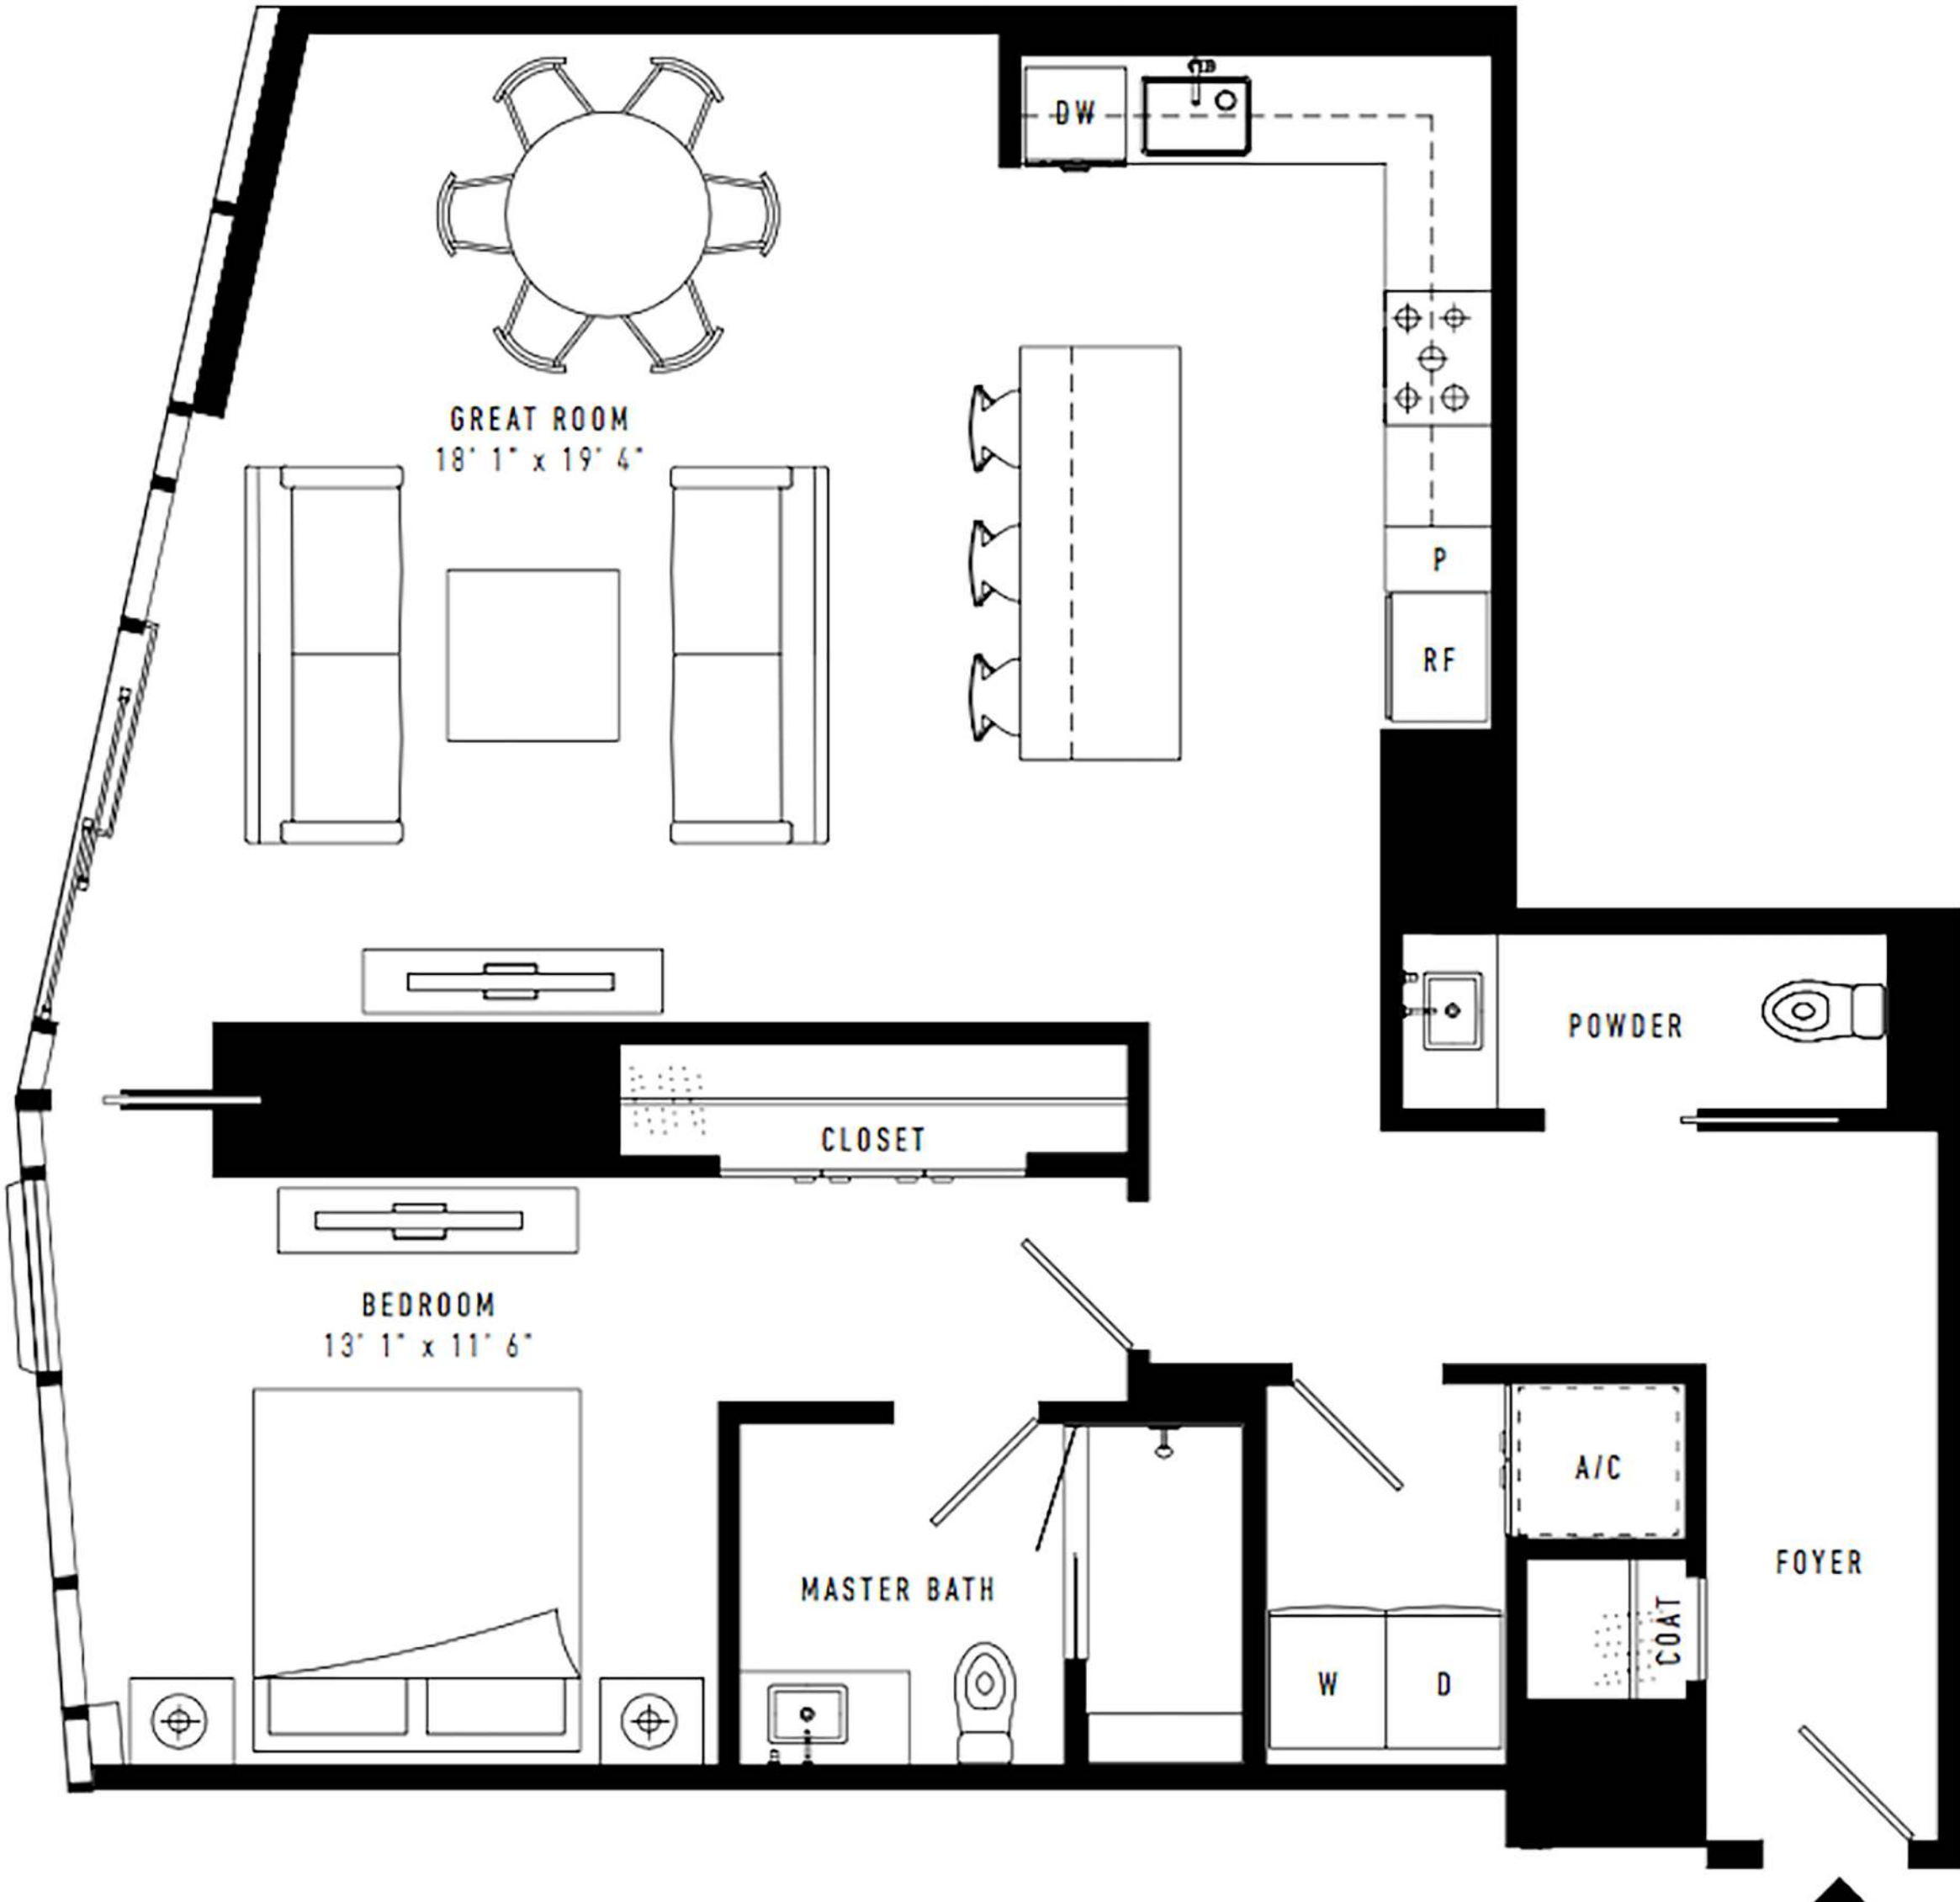 DW
GREAT ROOM
18' 1" x 19' 4"
P
RF
POWDER
CLOSET
BEDROOM
13' 1" x 11' 6"
A/C
FOYER
MASTER BATH
COAT
W
D